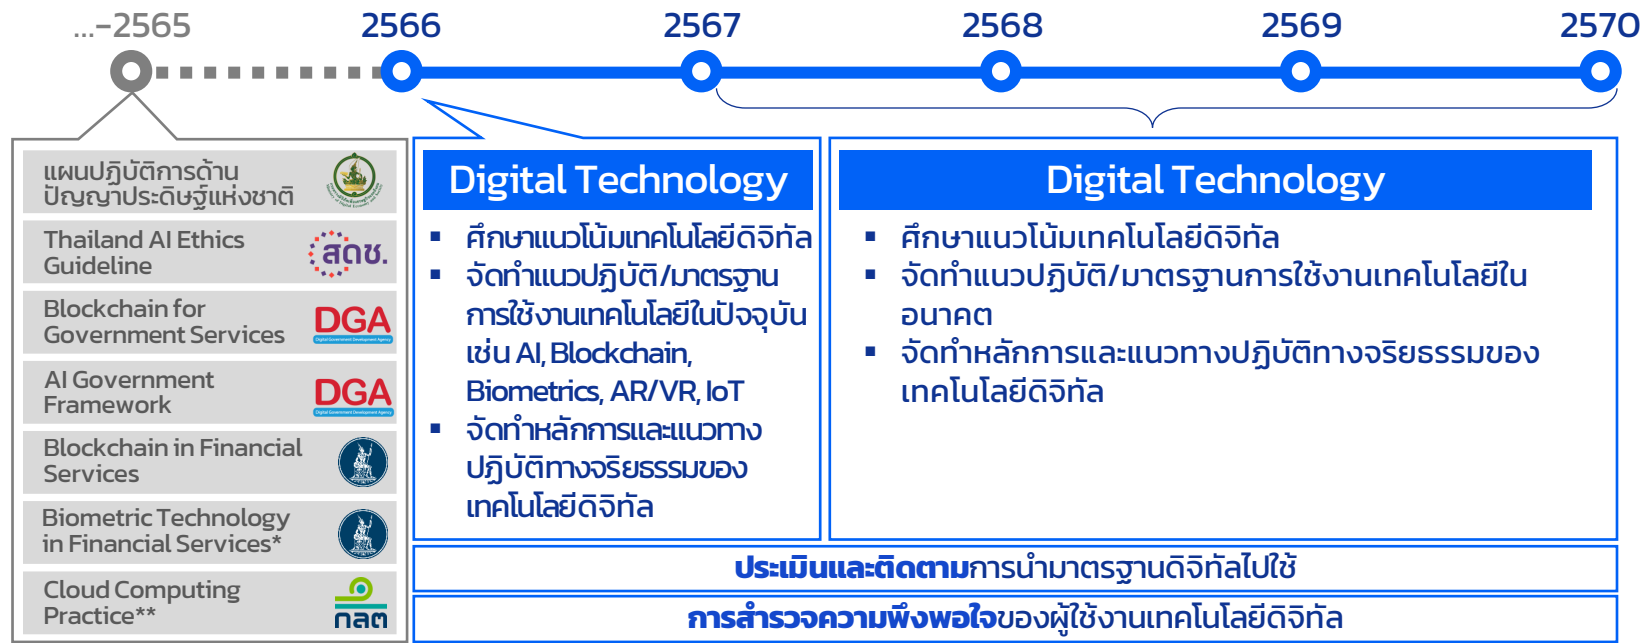 ...-2565
2566
2567
2568
2569
2570
แผนปฏิบัติการด้าน
ปัญญาประดิษฐ์แห่งชาติ
Thailand AI Ethics
Guideline
สดช.
Blockchain for
Government Services
DGA
Digital Government Development Agency
AI Government
Framework
DGA
Digital Government Development Agency
Blockchain in Financial
Services
Biometric Technology
in Financial Services*
Cloud Computing
Practice**
กลต
Digital Technology
▪ ศึกษาแนวโน้มเทคโนโลยีดิจิทัล
▪ จัดทำแนวปฏิบัติ/มาตรฐาน
การใช้งานเทคโนโลยีในปัจจุบัน
เช่น AI, Blockchain,
Biometrics, AR/VR, IoT
▪ จัดทำหลักการและแนวทาง
ปฏิบัติทางจริยธรรมของ
เทคโนโลยีดิจิทัล
Digital Technology
▪ ศึกษาแนวโน้มเทคโนโลยีดิจิทัล
▪ จัดทำแนวปฏิบัติ/มาตรฐานการใช้งานเทคโนโลยีใน
อนาคต
▪ จัดทำหลักการและแนวทางปฏิบัติทางจริยธรรมของ
เทคโนโลยีดิจิทัล
ประเมินและติดตามการนำมาตรฐานดิจิทัลไปใช้
การสำรวจความพึงพอใจของผู้ใช้งานเทคโนโลยีดิจิทัล